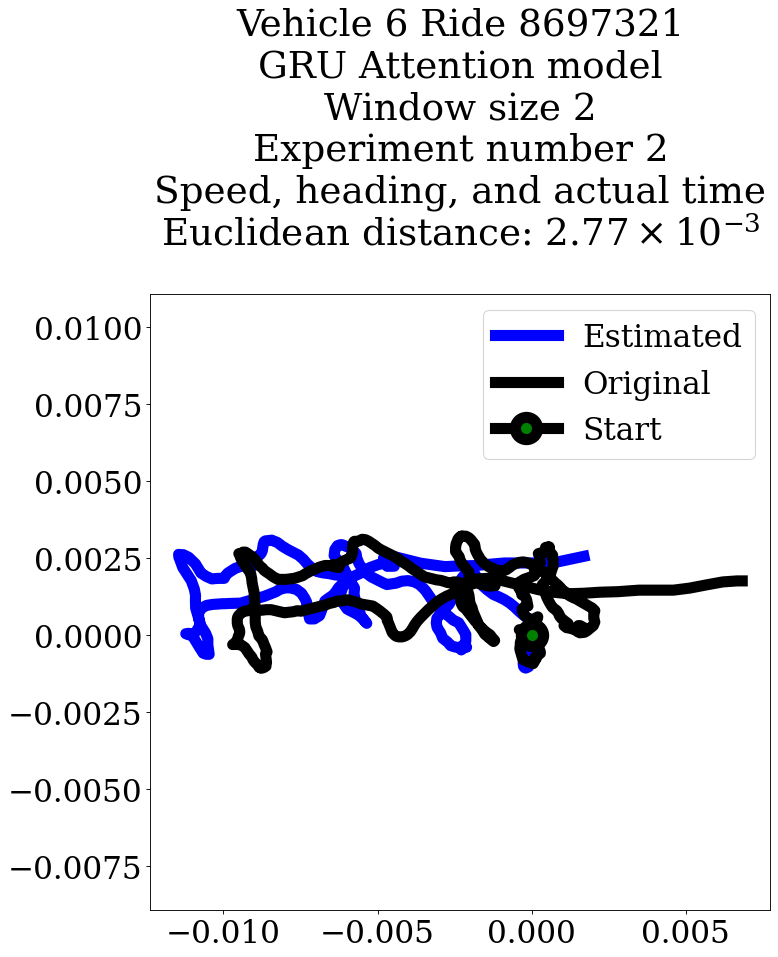 Vehicle 6 Ride 8697321
GRU Attention model
Window size 2
Experiment number 2
Speed, heading, and actual time
Euclidean distance: 2.77 × 10⁻³
Estimated
Original
Start
0.0100
0.0075
0.0050
0.0025
0.0000
−0.0025
−0.0050
−0.0075
−0.010
−0.005
0.000
0.005